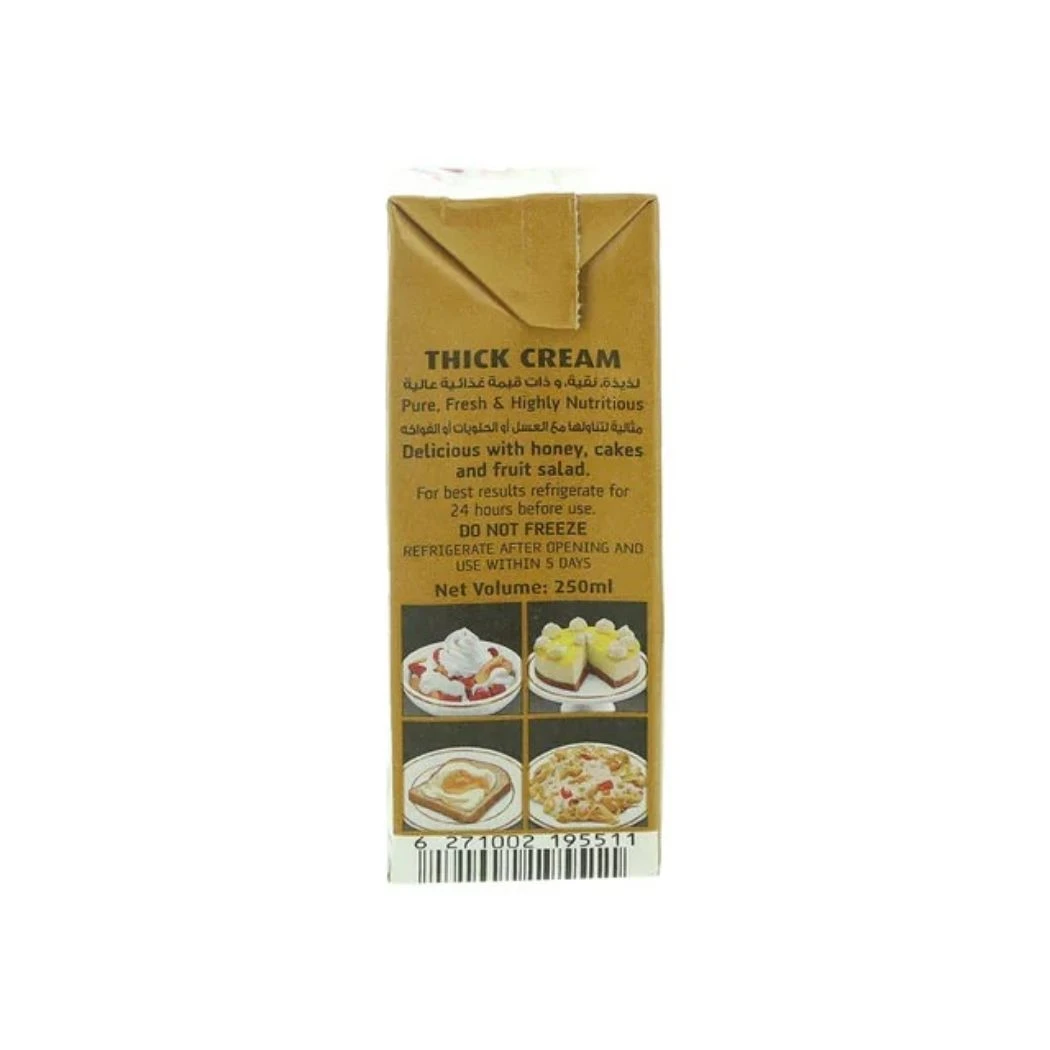 THICK CREAM
لذيذة، نقية، و ذات قيمة غذائية عالية
Pure, Fresh & Highly Nutritious
مثالية لتناولها مع العسل أو الحلويات أو الفواكه
Delicious with honey, cakes
and fruit salad.
For best results refrigerate for
24 hours before use.
DO NOT FREEZE
REFRIGERATE AFTER OPENING AND
USE WITHIN 5 DAYS
Net Volume: 250ml
6 271002 195511